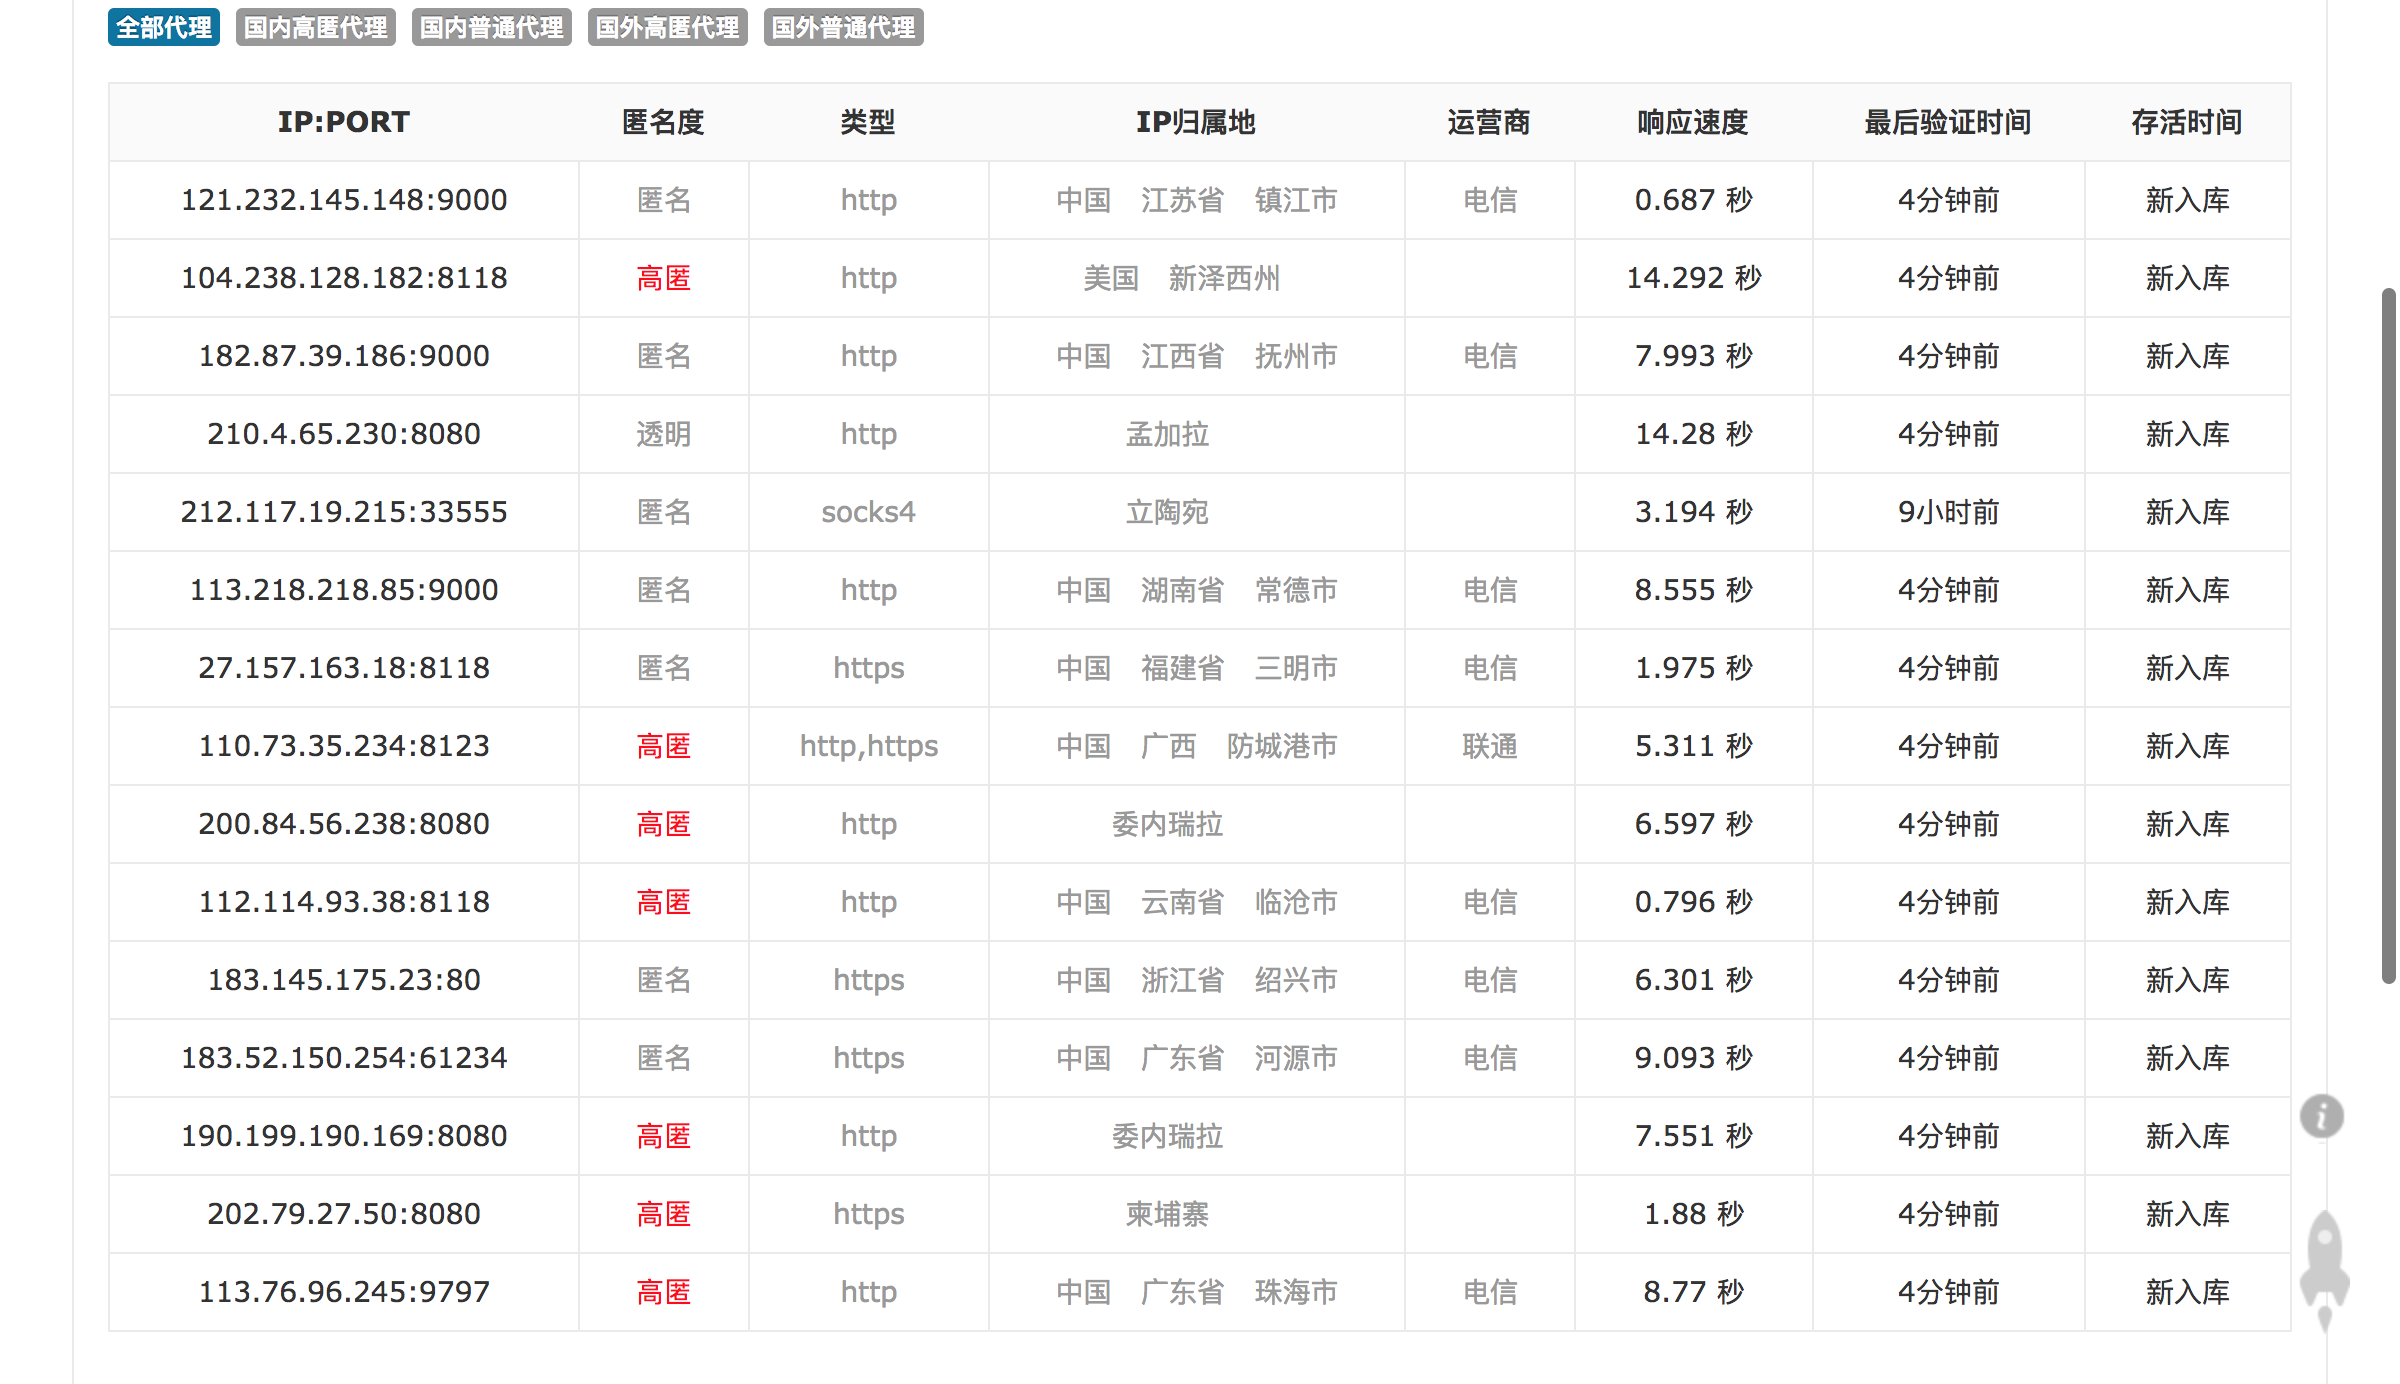 全部代理 国内高匿代理 国内普通代理 国外高匿代理 国外普通代理
IP:PORT 匿名度 类型 IP归属地 运营商 响应速度 最后验证时间 存活时间
121.232.145.148:9000 匿名 http 中国 江苏省 镇江市 电信 0.687 秒 4分钟前 新入库
104.238.128.182:8118 高匿 http 美国 新泽西州 14.292 秒 4分钟前 新入库
182.87.39.186:9000 匿名 http 中国 江西省 抚州市 电信 7.993 秒 4分钟前 新入库
210.4.65.230:8080 透明 http 孟加拉 14.28 秒 4分钟前 新入库
212.117.19.215:33555 匿名 socks4 立陶宛 3.194 秒 9小时前 新入库
113.218.218.85:9000 匿名 http 中国 湖南省 常德市 电信 8.555 秒 4分钟前 新入库
27.157.163.18:8118 匿名 https 中国 福建省 三明市 电信 1.975 秒 4分钟前 新入库
110.73.35.234:8123 高匿 http,https 中国 广西 防城港市 联通 5.311 秒 4分钟前 新入库
200.84.56.238:8080 高匿 http 委内瑞拉 6.597 秒 4分钟前 新入库
112.114.93.38:8118 高匿 http 中国 云南省 临沧市 电信 0.796 秒 4分钟前 新入库
183.145.175.23:80 匿名 https 中国 浙江省 绍兴市 电信 6.301 秒 4分钟前 新入库
183.52.150.254:61234 匿名 https 中国 广东省 河源市 电信 9.093 秒 4分钟前 新入库
190.199.190.169:8080 高匿 http 委内瑞拉 7.551 秒 4分钟前 新入库
202.79.27.50:8080 高匿 https 柬埔寨 1.88 秒 4分钟前 新入库
113.76.96.245:9797 高匿 http 中国 广东省 珠海市 电信 8.77 秒 4分钟前 新入库